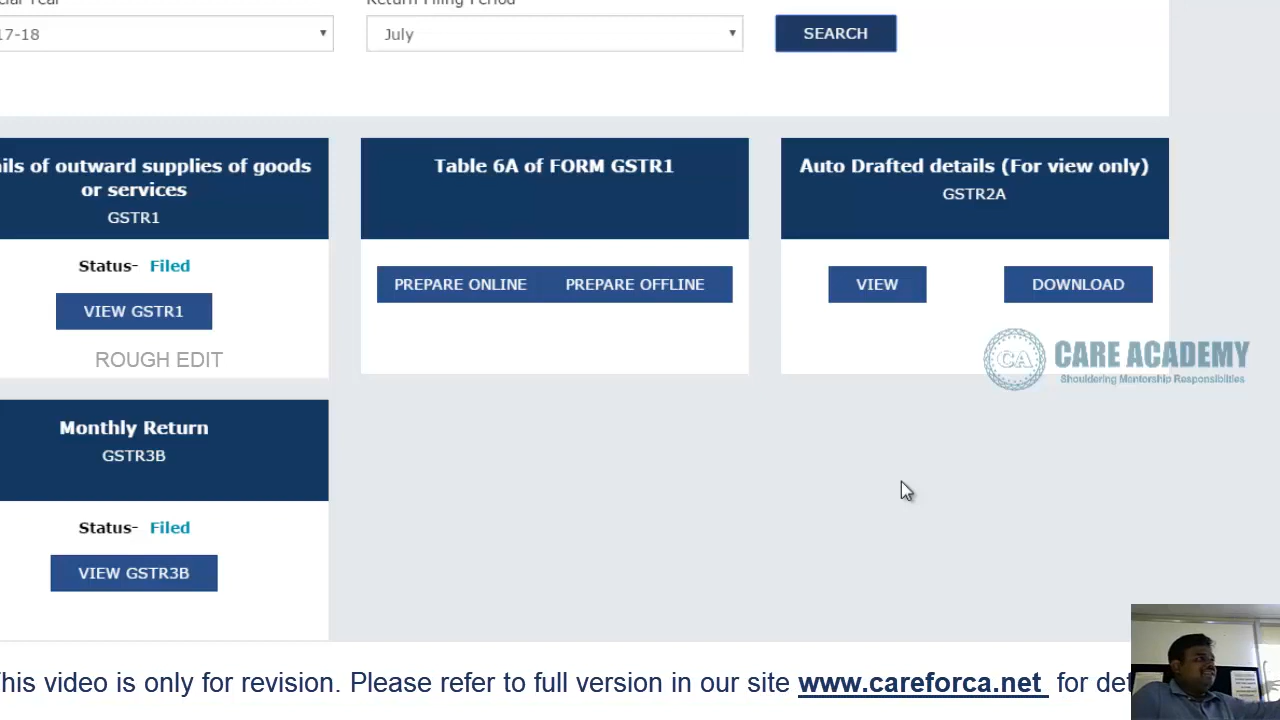 17-18
July
SEARCH
ils of outward supplies of goods
or services
GSTR1
Status- Filed
VIEW GSTR1
Table 6A of FORM GSTR1
PREPARE ONLINE
PREPARE OFFLINE
Auto Drafted details (For view only)
GSTR2A
VIEW
DOWNLOAD
ROUGH EDIT
CA
CARE ACADEMY
Shouldering Mentorship Responsibilities
Monthly Return
GSTR3B
Status- Filed
VIEW GSTR3B
his video is only for revision. Please refer to full version in our site www.careforca.net for det